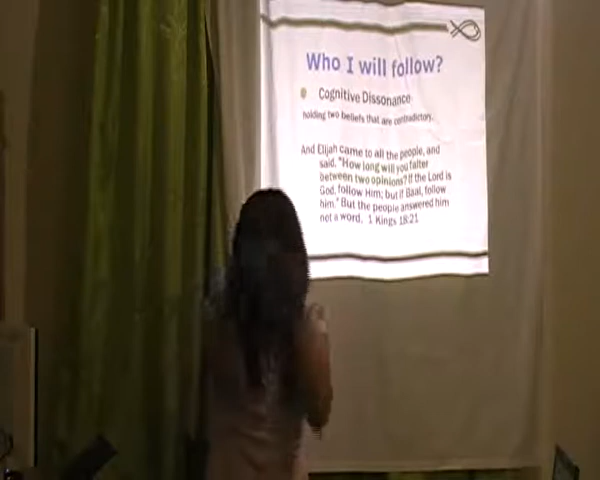 Who I will follow?
Cognitive Dissonance
holding two beliefs that are contradictory.
And Elijah came to all the people, and
said, "How long will you falter
between two opinions? If the Lord is
God, follow Him; but if Baal, follow
him." But the people answered him
not a word. 1 Kings 18:21